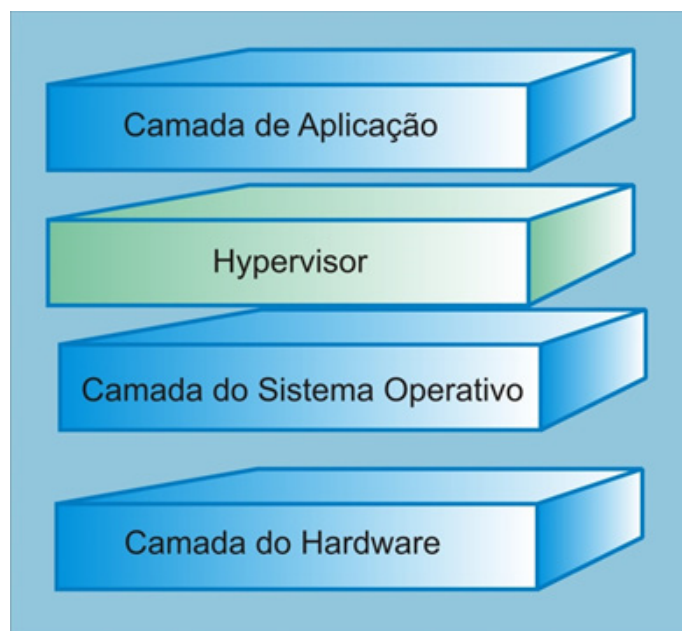 Camada de Aplicação
Hypervisor
Camada do Sistema Operativo
Camada do Hardware